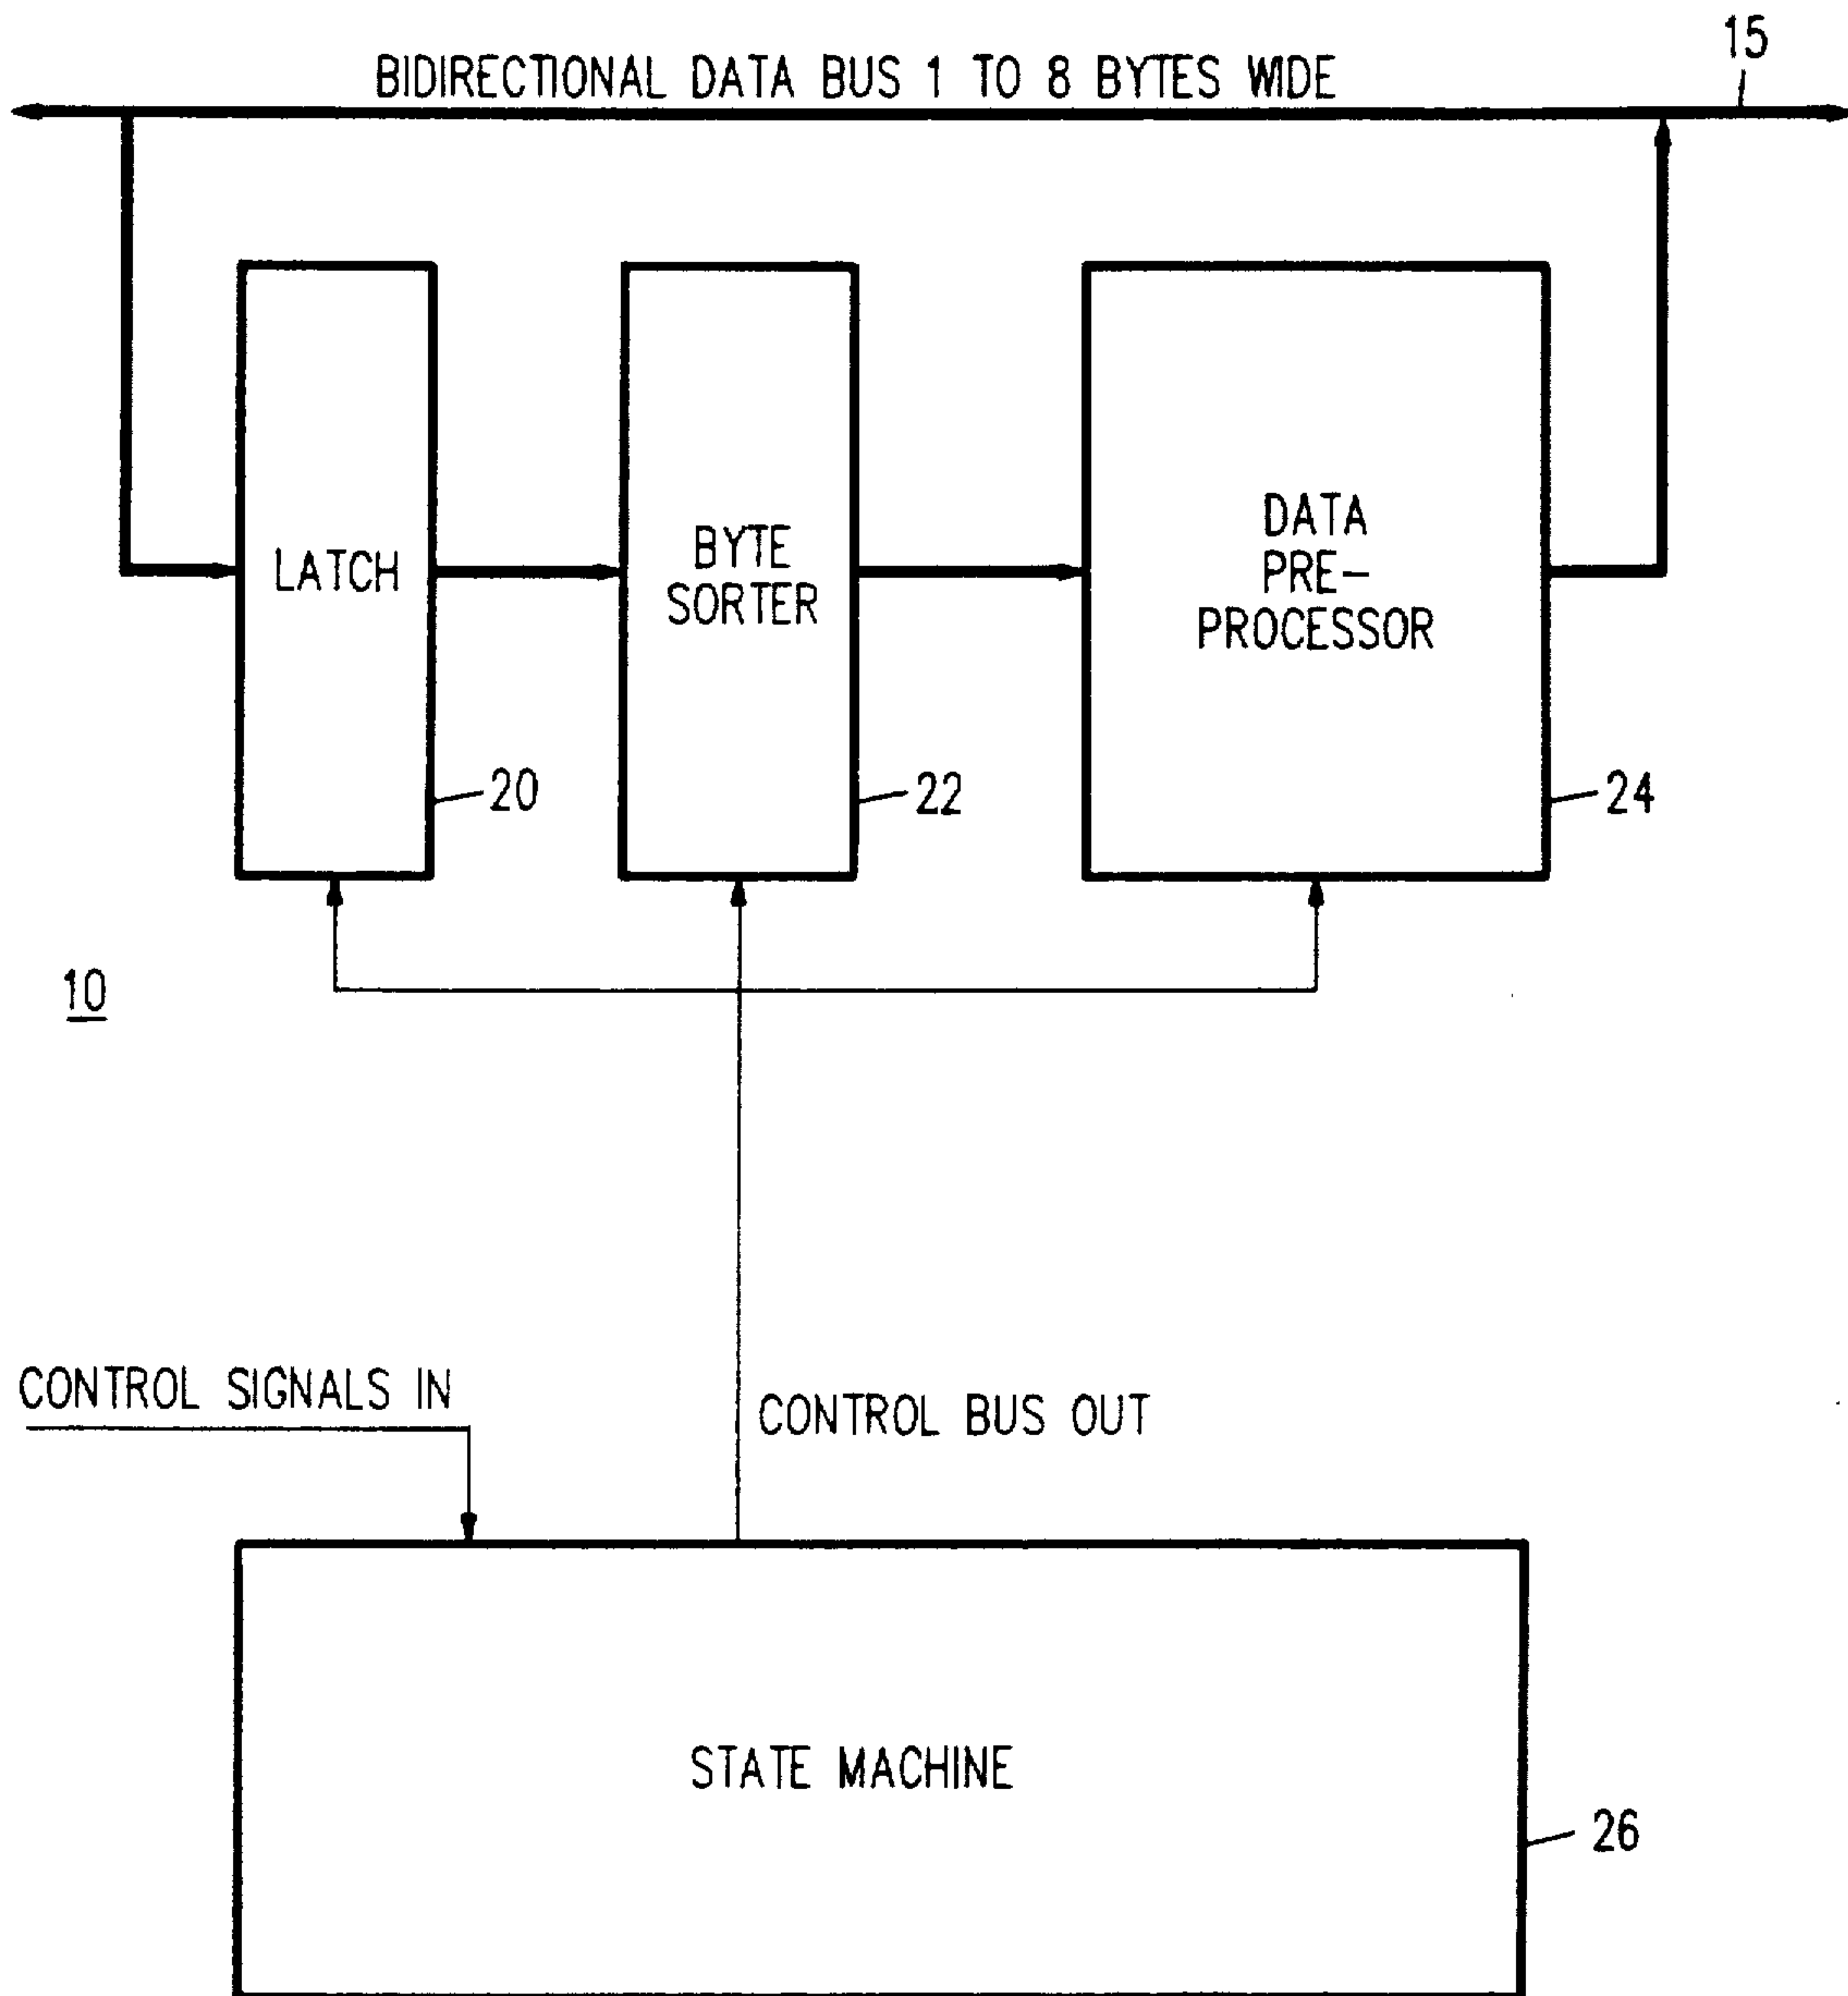 15
BIDIRECTIONAL DATA BUS 1 TO 8 BYTES WIDE
LATCH
BYTE
SORTER
DATA
PRE-
PROCESSOR
20
22
24
10
CONTROL SIGNALS IN
CONTROL BUS OUT
STATE MACHINE
26